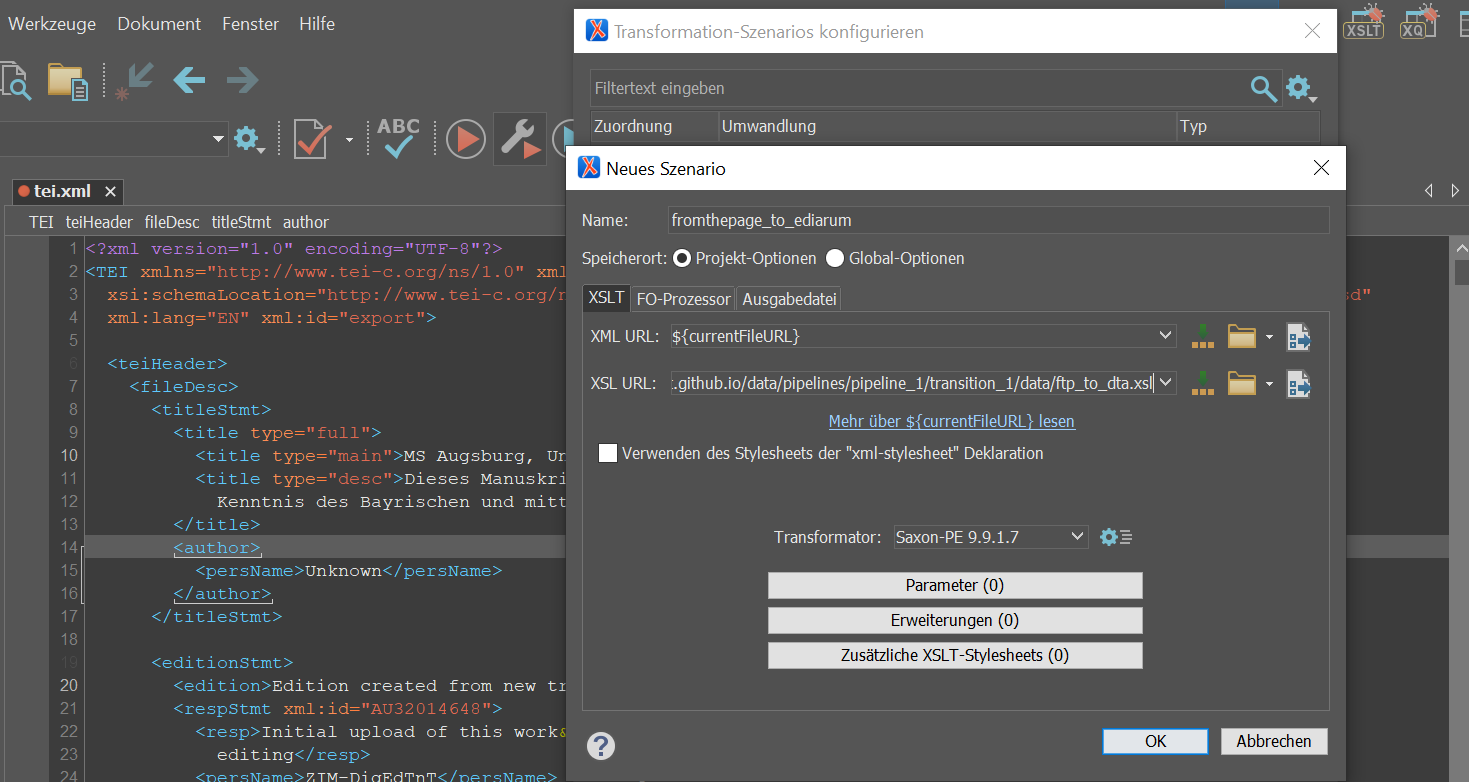 Werkzeuge Dokument Fenster Hilfe
ABC
XSLT XQ
Transformation-Szenarios konfigurieren
Filtertext eingeben
Zuordnung Umwandlung Typ
tei.xml
TEI teiHeader fileDesc titleStmt author
1 <?xml version="1.0" encoding="UTF-8"?>
2 <TEI xmlns="http://www.tei-c.org/ns/1.0"
3 xsi:schemaLocation="http://www.tei-c.org/ sd"
4 xml:lang="EN" xml:id="export">
5
6 <teiHeader>
7 <fileDesc>
8 <titleStmt>
9 <title type="full">
10 <title type="main">MS Augsburg,
11 <title type="desc">Dieses
12 Kenntnis des Bayrischen und
13 </title>
14 <author>
15 <persName>Unknown</persName>
16 </author>
17 </titleStmt>
18
19 <editionStmt>
20 <edition>Edition created from new
21 <respStmt xml:id="AU32014648">
22 <resp>Initial upload of this work&
23 editing</resp>
24 <persName>ZIM-DigEdTnT</persName>
Neues Szenario
Name: fromthepage_to_ediarum
Speicherort: Projekt-Optionen Global-Optionen
XSLT FO-Prozessor Ausgabedatei
XML URL: ${currentFileURL}
XSL URL: .github.io/data/pipelines/pipeline_1/transition_1/data/ftp_to_dta.xsl
Mehr über ${currentFileURL} lesen
Verwenden des Stylesheets der "xml-stylesheet" Deklaration
Transformator: Saxon-PE 9.9.1.7
Parameter (0)
Erweiterungen (0)
Zusätzliche XSLT-Stylesheets (0)
? OK Abbrechen